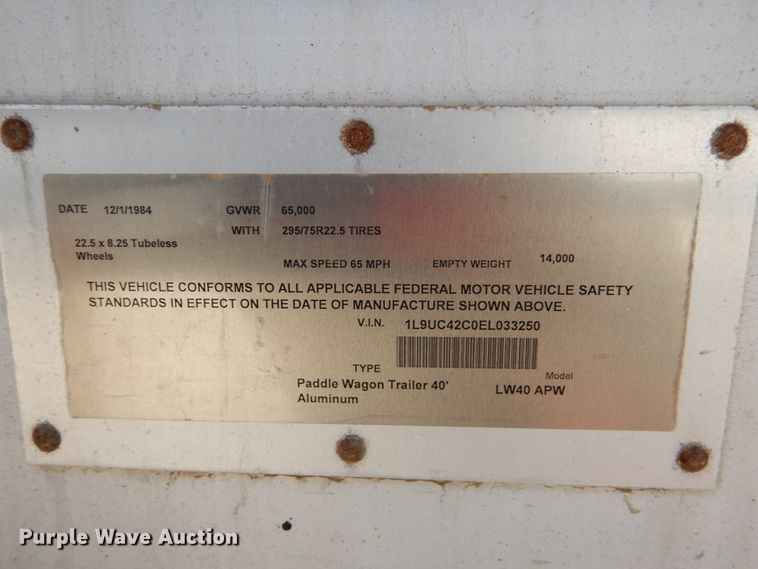 DATE 12/1/1984 GVWR 65,000
WITH 295/75R22.5 TIRES
22.5 x 8.25 Tubeless
Wheels
MAX SPEED 65 MPH EMPTY WEIGHT 14,000
THIS VEHICLE CONFORMS TO ALL APPLICABLE FEDERAL MOTOR VEHICLE SAFETY
STANDARDS IN EFFECT ON THE DATE OF MANUFACTURE SHOWN ABOVE.
V.I.N. 1L9UC42C0EL033250
TYPE Model
Paddle Wagon Trailer 40' LW40 APW
Aluminum
Purple Wave Auction